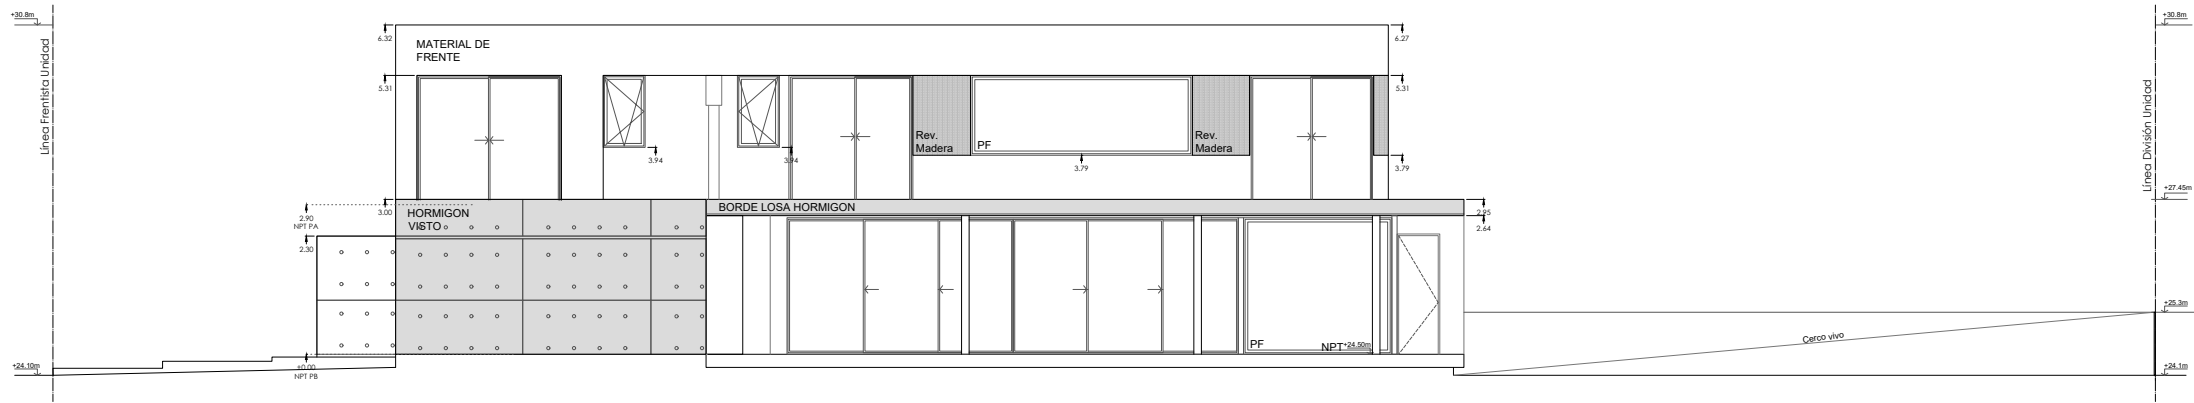 +30.8m
+30.8m
Línea Frentista Unidad
Línea División Unidad
6.32
6.27
MATERIAL DE
FRENTE
5.31
5.31
Rev.
Madera
PF
Rev.
Madera
3.94
3.94
3.79
3.79
+27.45m
3.00
2.90
NPT PA
HORMIGON
VISTO
BORDE LOSA HORMIGON
2.95
2.64
2.30
+25.3m
Cerco vivo
PF
NPT+24.50m
+24.10m
±0.00
NPT PB
+24.1m